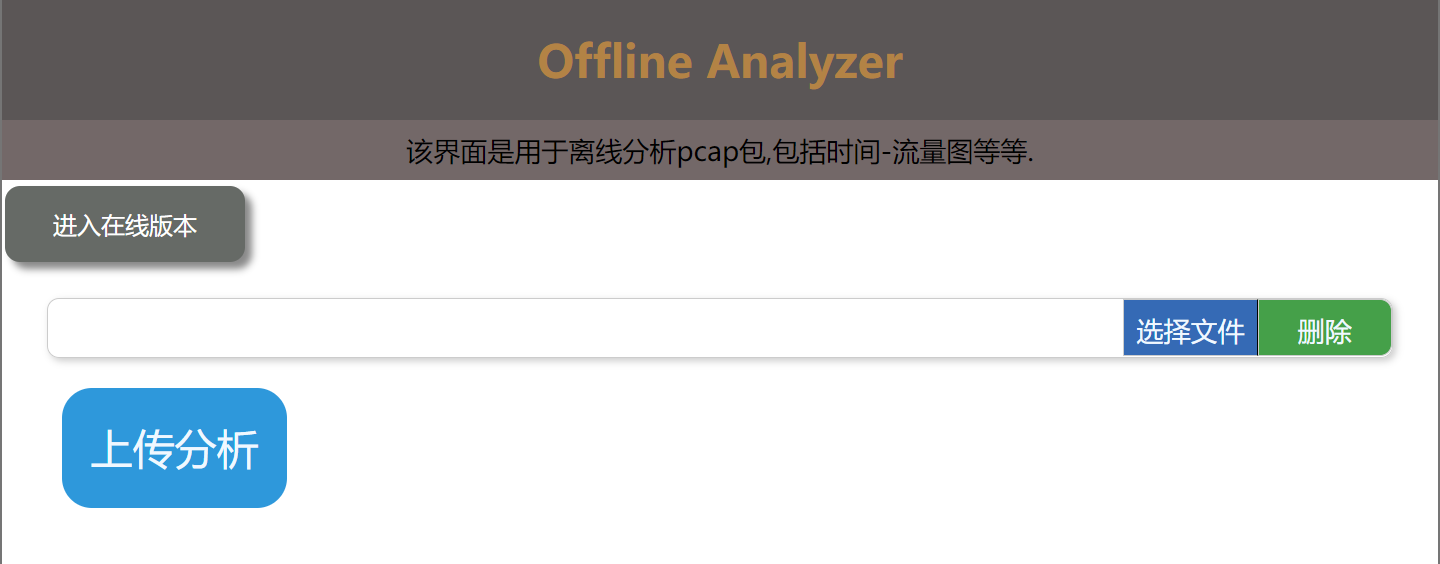 Offline Analyzer
该界面是用于离线分析pcap包,包括时间-流量图等等.
进入在线版本
选择文件 删除
上传分析